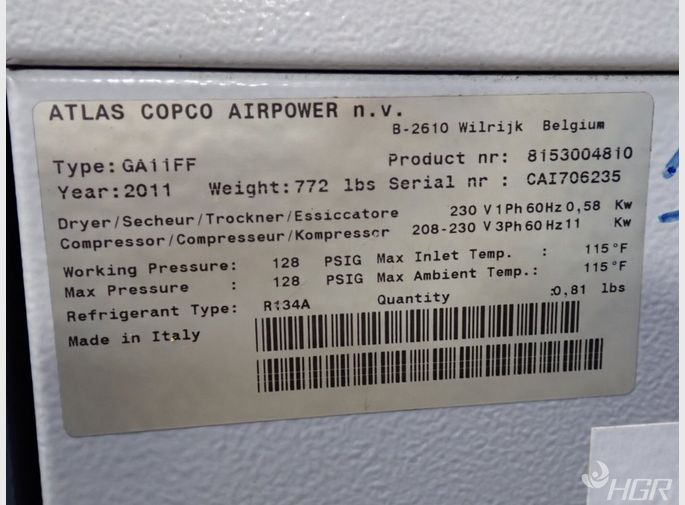 ATLAS COPCO AIRPOWER n.v.
B-2610 Wilrijk Belgium
Type:GA11FF Product nr: 8153004810
Year:2011 Weight:772 lbs Serial nr : CAI706235
Dryer/Secheur/Trockner/Essiccatore 230 V 1Ph 60Hz 0,58 Kw
Compressor/Compresseur/Kompressor 208-230 V 3Ph 60Hz 11 Kw
Working Pressure: 128 PSIG Max Inlet Temp. : 115°F
Max Pressure : 128 PSIG Max Ambient Temp.: 115°F
Refrigerant Type: R134A Quantity :0,81 lbs
Made in Italy
HGR